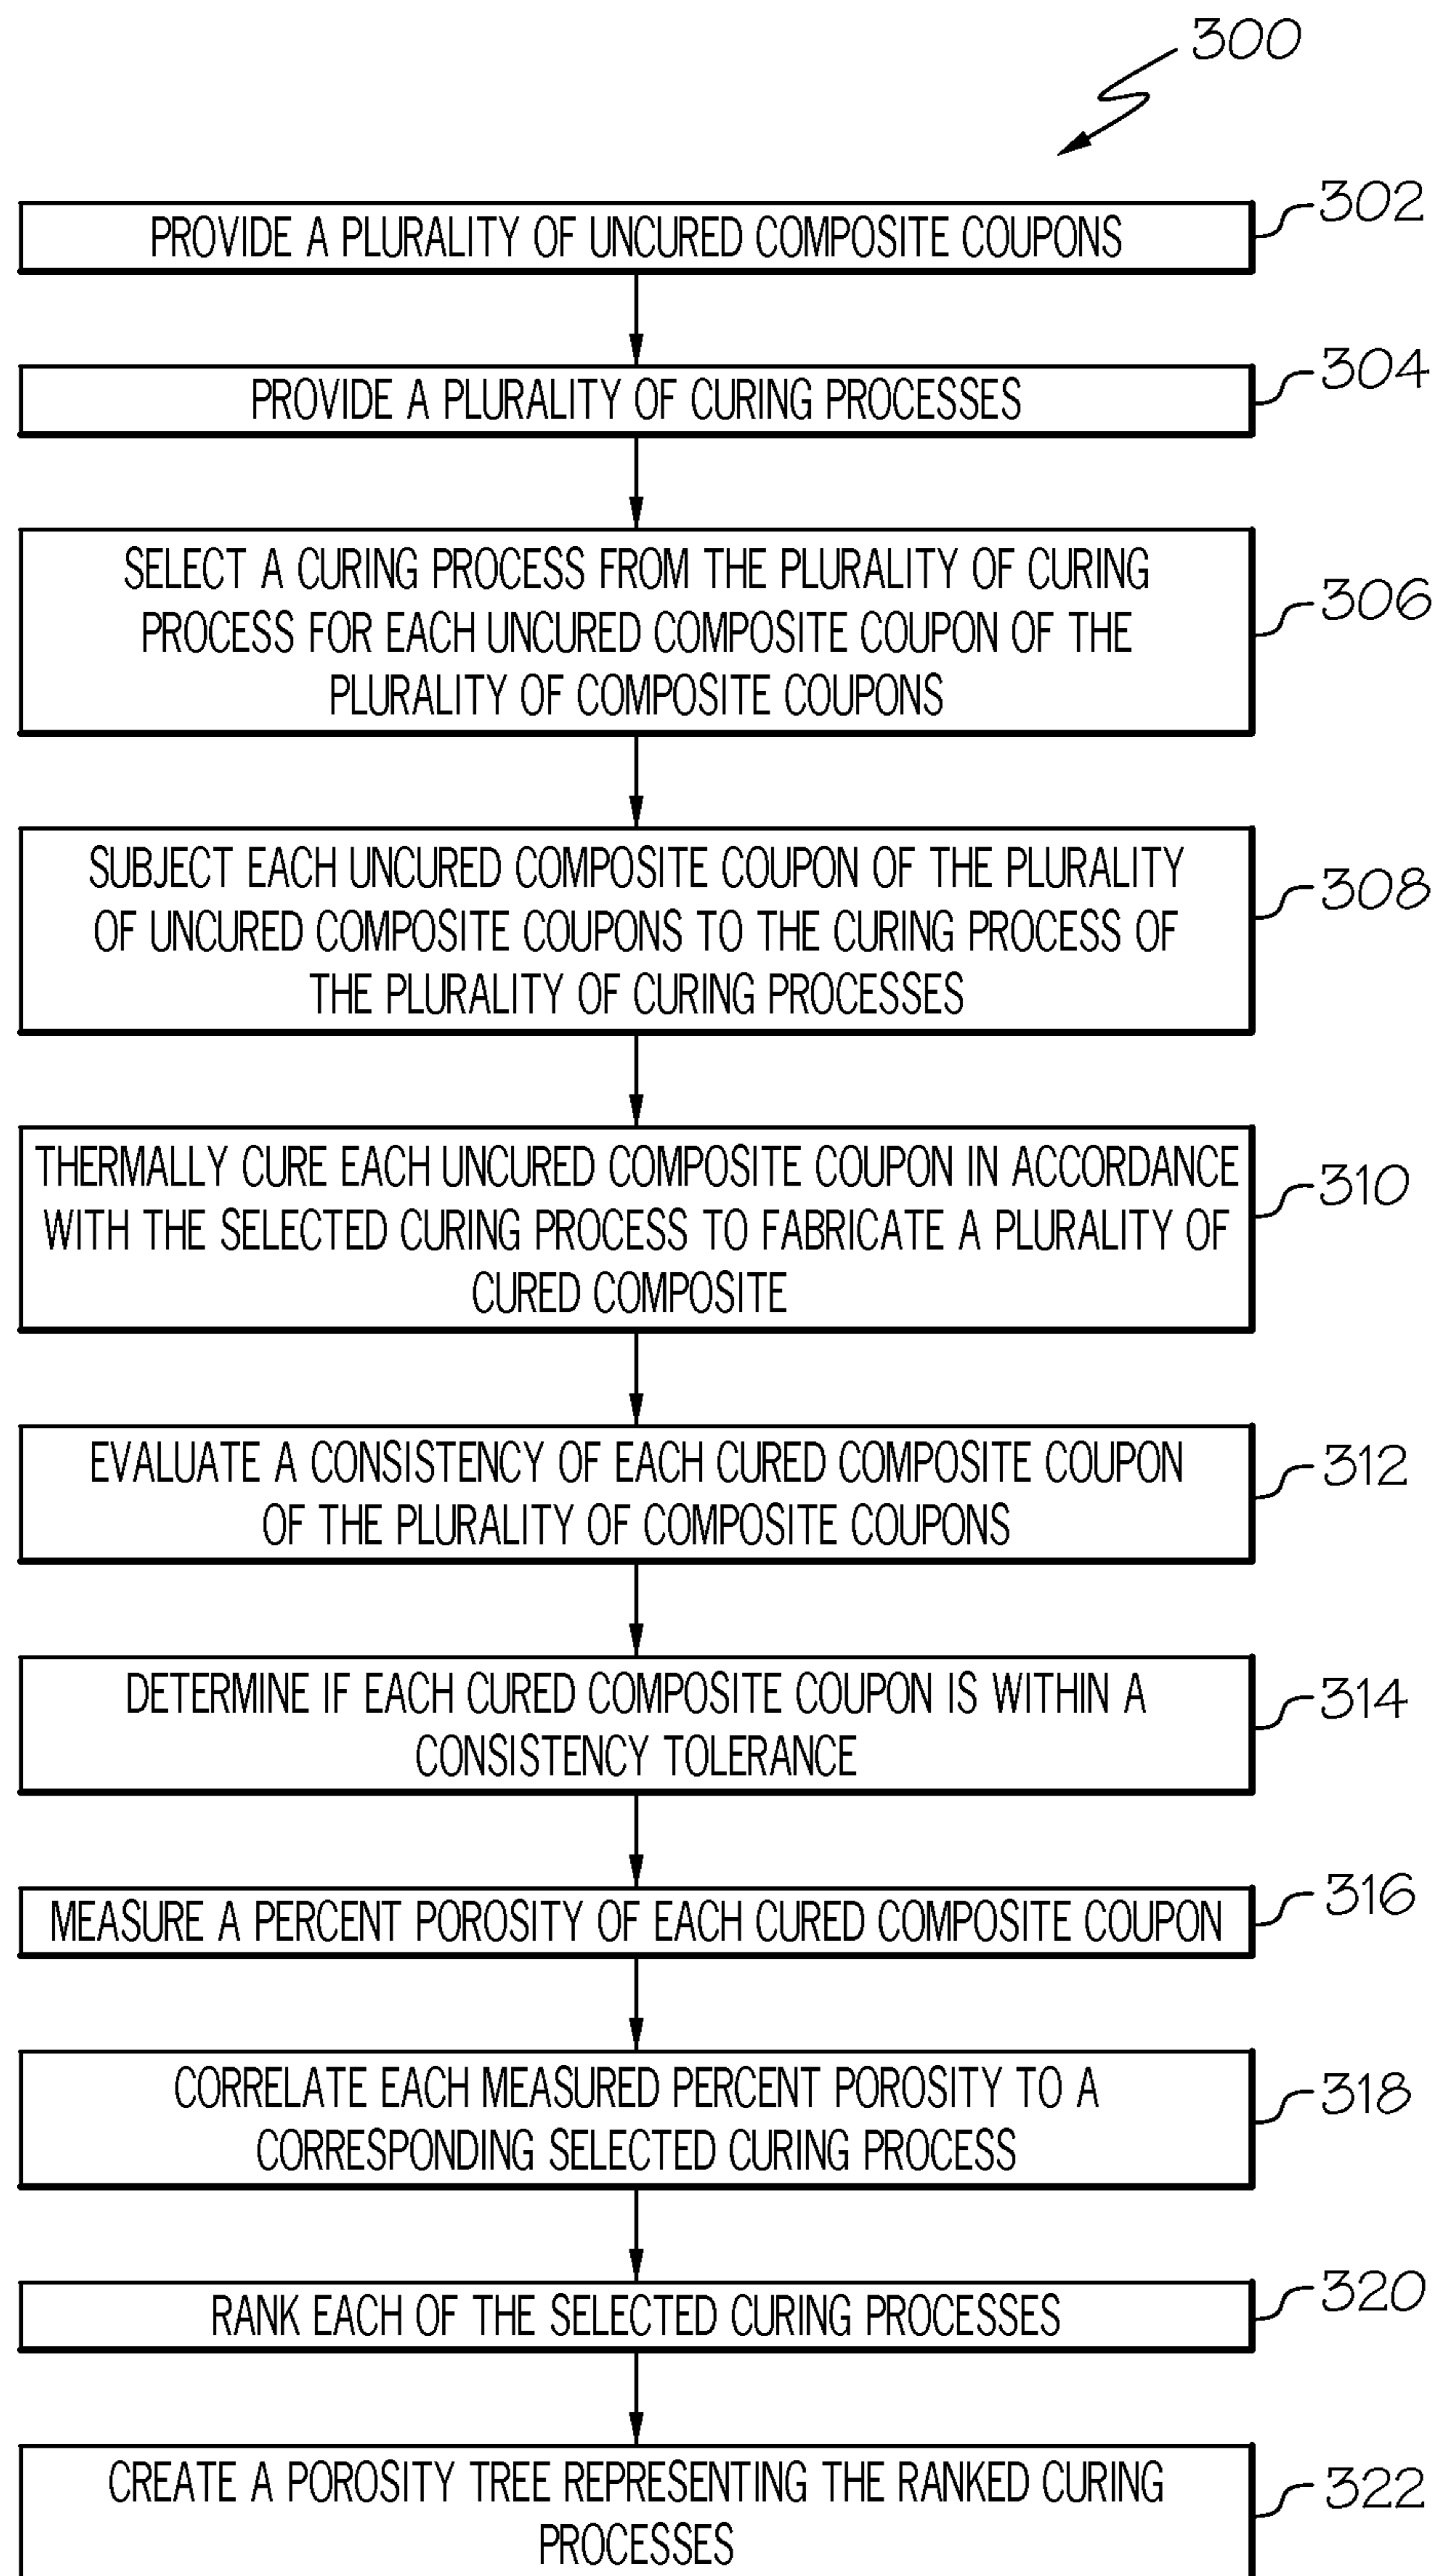 300
PROVIDE A PLURALITY OF UNCURED COMPOSITE COUPONS
302
PROVIDE A PLURALITY OF CURING PROCESSES
304
SELECT A CURING PROCESS FROM THE PLURALITY OF CURING
PROCESS FOR EACH UNCURED COMPOSITE COUPON OF THE
PLURALITY OF COMPOSITE COUPONS
306
SUBJECT EACH UNCURED COMPOSITE COUPON OF THE PLURALITY
OF UNCURED COMPOSITE COUPONS TO THE CURING PROCESS OF
THE PLURALITY OF CURING PROCESSES
308
THERMALLY CURE EACH UNCURED COMPOSITE COUPON IN ACCORDANCE
WITH THE SELECTED CURING PROCESS TO FABRICATE A PLURALITY OF
CURED COMPOSITE
310
EVALUATE A CONSISTENCY OF EACH CURED COMPOSITE COUPON
OF THE PLURALITY OF COMPOSITE COUPONS
312
DETERMINE IF EACH CURED COMPOSITE COUPON IS WITHIN A
CONSISTENCY TOLERANCE
314
MEASURE A PERCENT POROSITY OF EACH CURED COMPOSITE COUPON
316
CORRELATE EACH MEASURED PERCENT POROSITY TO A
CORRESPONDING SELECTED CURING PROCESS
318
RANK EACH OF THE SELECTED CURING PROCESSES
320
CREATE A POROSITY TREE REPRESENTING THE RANKED CURING
PROCESSES
322